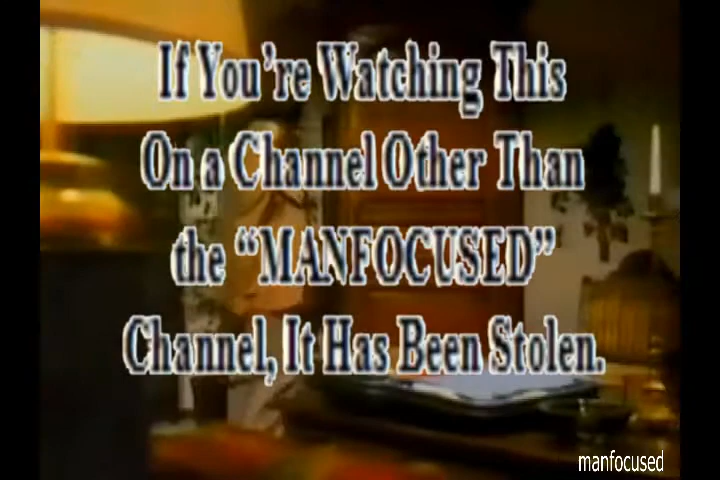 If You’re Watching This
On a Channel Other Than
the “MANFOCUSED”
Channel, It Has Been Stolen.
manfocused